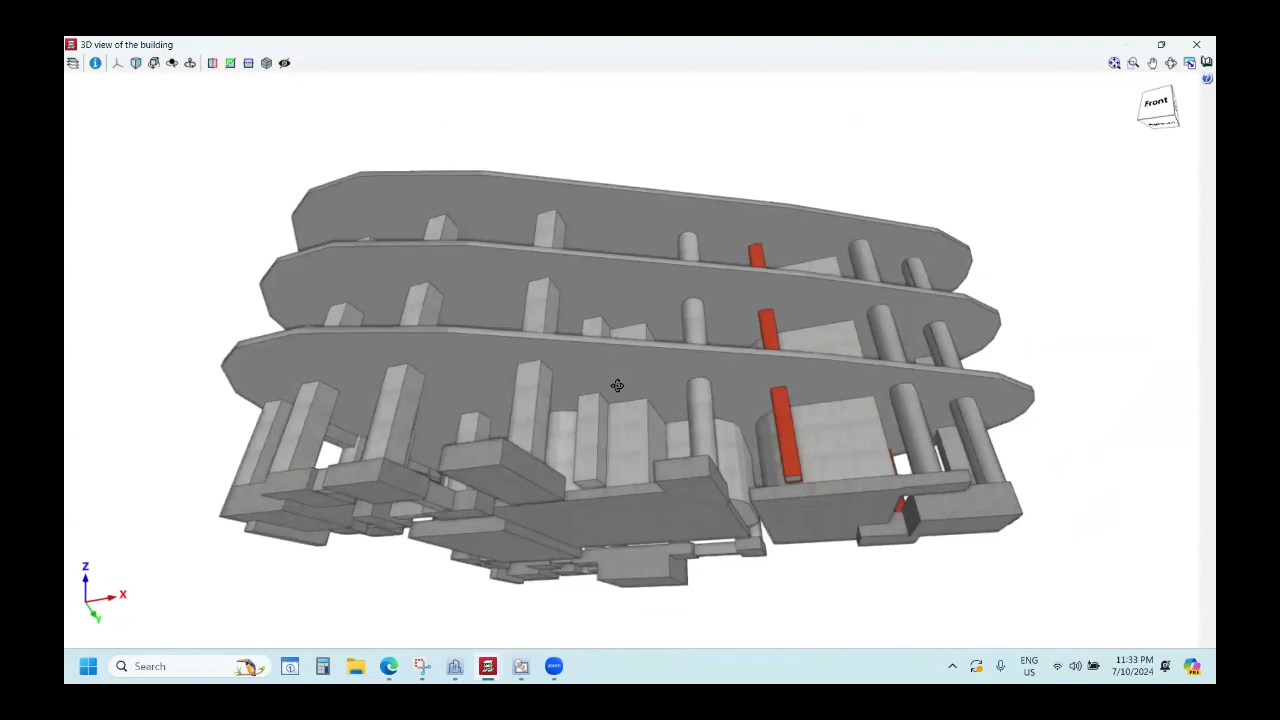 3D view of the building
Front
Z
X
Y
Search
ENG
US
11:33 PM
7/10/2024